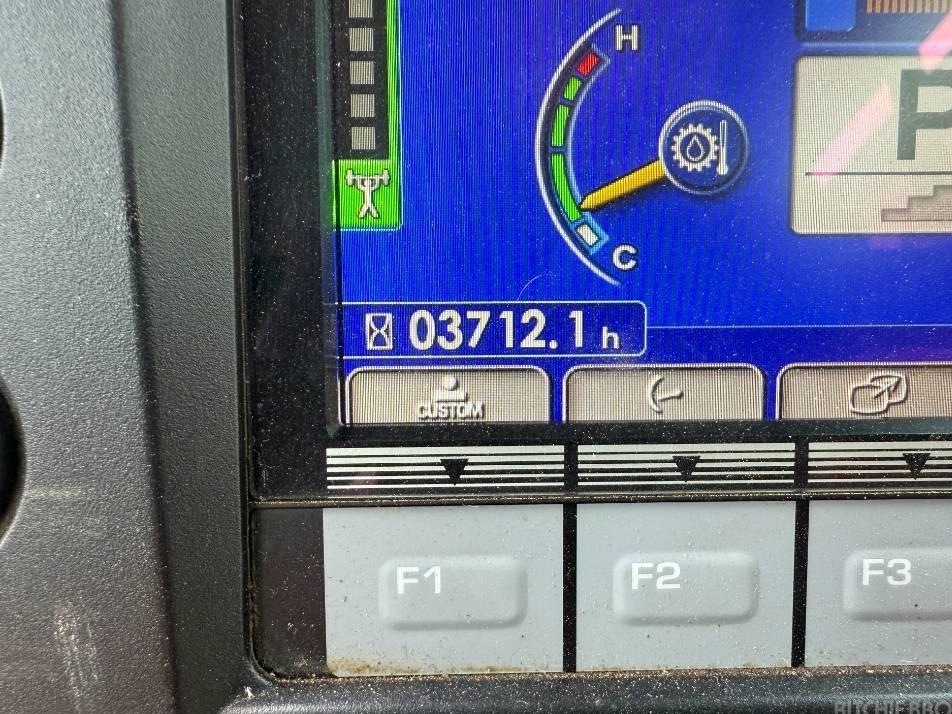 H
P
C
03712.1 h
CUSTOM
F1 F2 F3